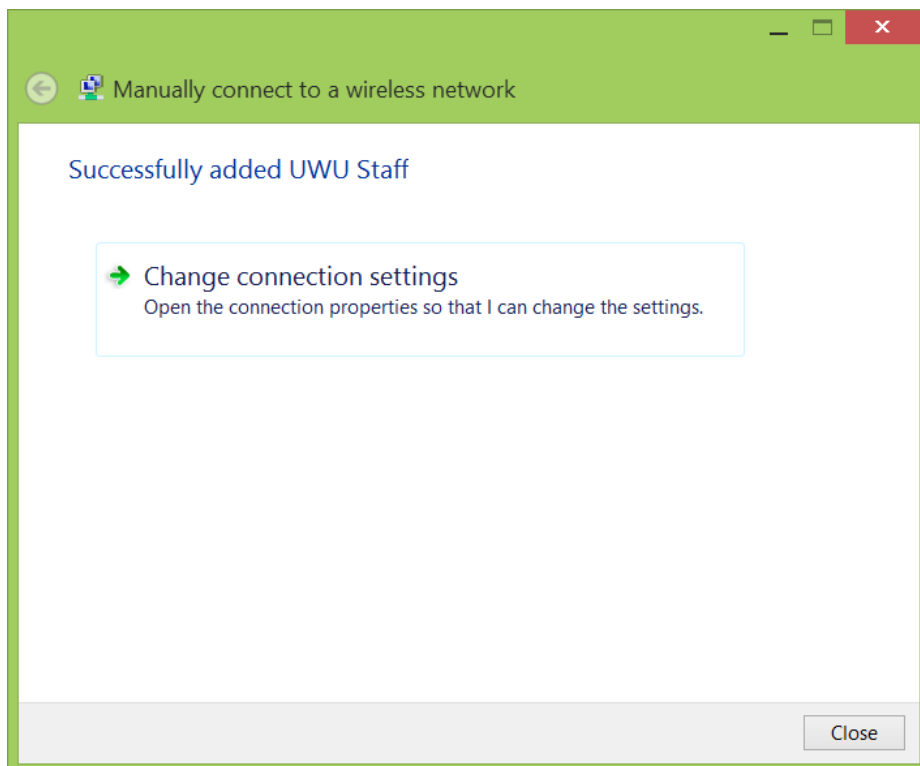 Manually connect to a wireless network
Successfully added UWU Staff
Change connection settings
Open the connection properties so that I can change the settings.
Close